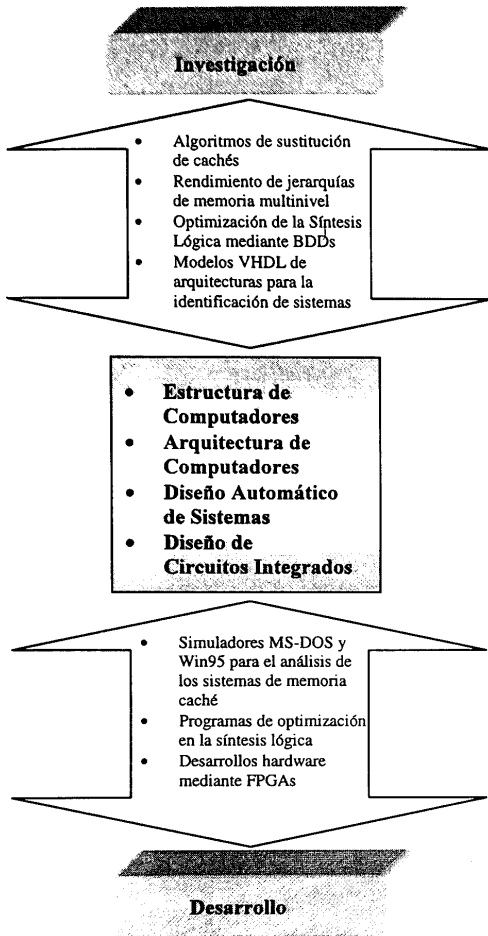 Investigación
• Algoritmos de sustitución
de cachés
• Rendimiento de jerarquías
de memoria multinivel
• Optimización de la Síntesis
Lógica mediante BDDs
• Modelos VHDL de
arquitecturas para la
identificación de sistemas
• Estructura de
Computadores
• Arquitectura de
Computadores
• Diseño Automático
de Sistemas
• Diseño de
Circuitos Integrados
• Simuladores MS-DOS y
Win95 para el análisis de
los sistemas de memoria
caché
• Programas de optimización
en la síntesis lógica
• Desarrollos hardware
mediante FPGAs
Desarrollo